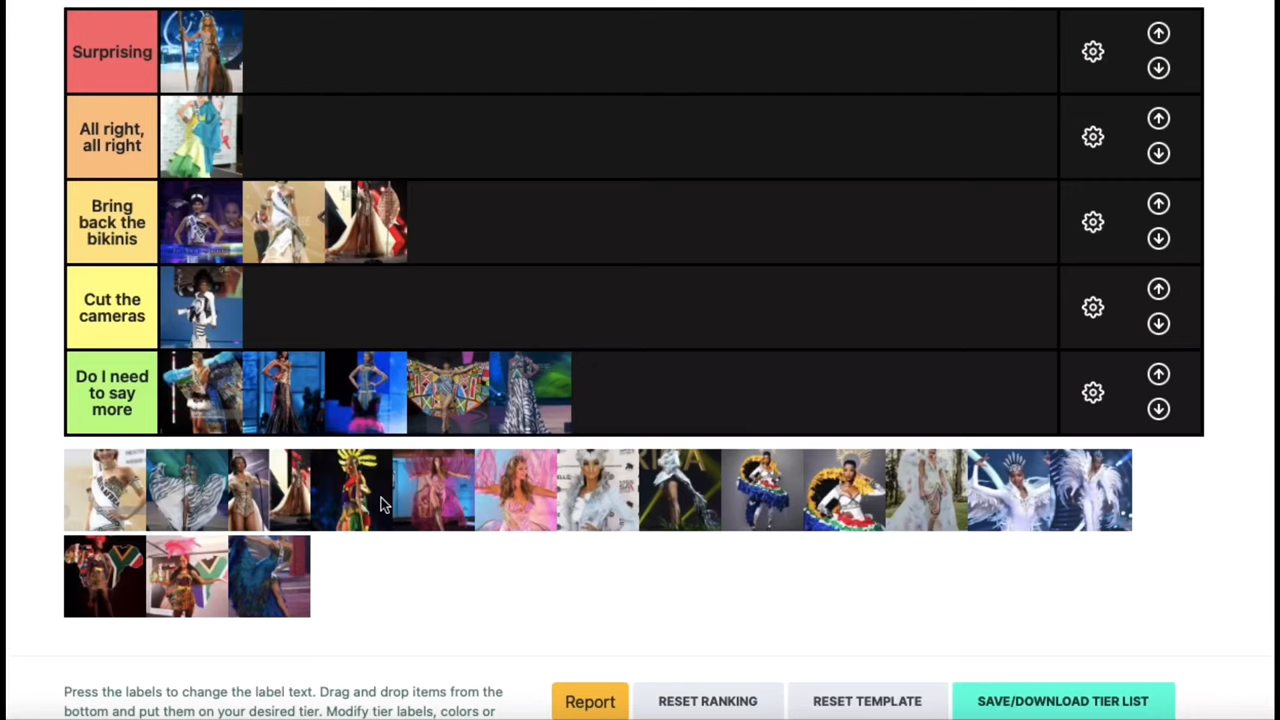 Surprising
All right,
all right
Bring
back the
bikinis
Cut the
cameras
Do I need
to say
more
Press the labels to change the label text. Drag and drop items from the
bottom and put them on your desired tier. Modify tier labels, colors or
Report
RESET RANKING
RESET TEMPLATE
SAVE/DOWNLOAD TIER LIST